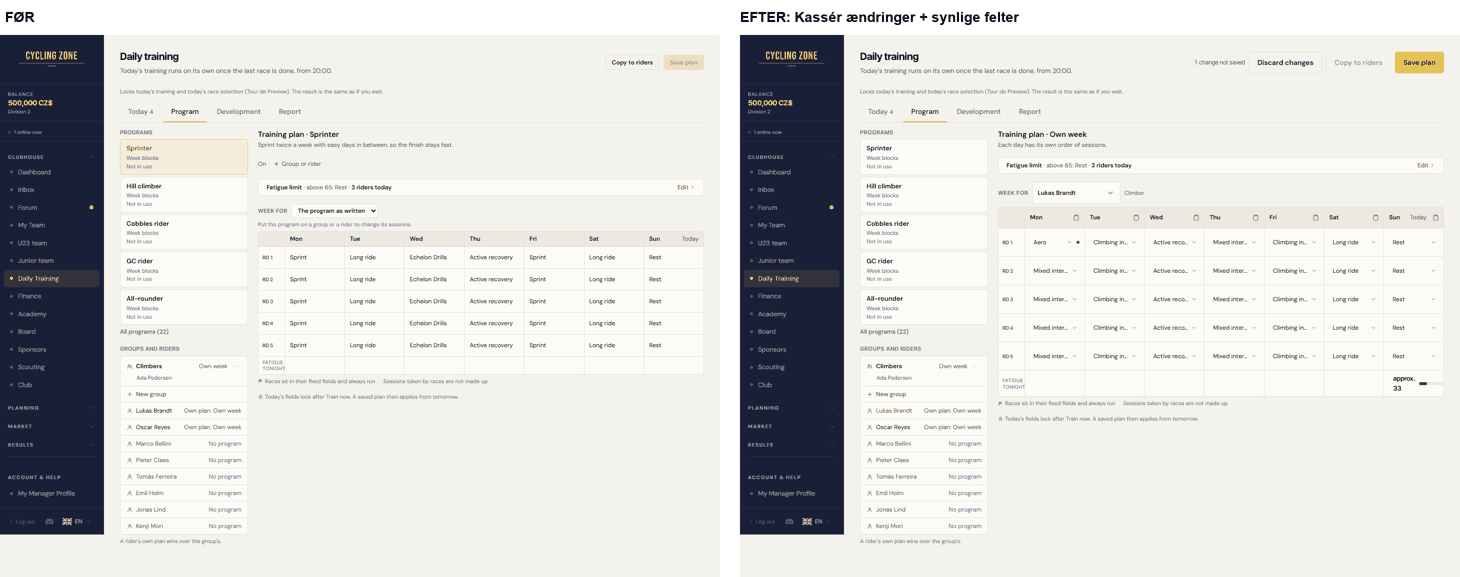 FØR
CYCLING ZONE
BALANCE
500,000 CZ$
Division 2
1 online now
CLUBHOUSE
Dashboard
Inbox
Forum
My Team
U23 team
Junior team
Daily Training
Finance
Academy
Board
Sponsors
Scouting
Club
PLANNING
MARKET
RESULTS
ACCOUNT & HELP
My Manager Profile
Log out
EN
Daily training
Today's training runs on its own once the last race is done, from 20:00.
Copy to riders
Save plan
Locks today's training and today's race selection (Tour de Preview). The result is the same as if you wait.
Today 4 Program Development Report
PROGRAMS
Sprinter
Week blocks
Not in use
Hill climber
Week blocks
Not in use
Cobbles rider
Week blocks
Not in use
GC rider
Week blocks
Not in use
All-rounder
Week blocks
Not in use
All programs (22)
GROUPS AND RIDERS
Climbers Own week
Ada Pedersen
+ New group
Lukas Brandt Own plan: Own week
Oscar Reyes Own plan: Own week
Marco Bellini No program
Pieter Claes No program
Tomás Ferreira No program
Emil Holm No program
Jonas Lind No program
Kenji Mori No program
A rider's own plan wins over the group's.
Training plan · Sprinter
Sprint twice a week with easy days in between, so the finish stays fast.
On + Group or rider
Fatigue limit · above 65: Rest · 3 riders today Edit
WEEK FOR The program as written
Put the program on a group or a rider to change its sessions.
Mon Tue Wed Thu Fri Sat Sun Today
RD 1 Sprint Long ride Echelon Drills Active recovery Sprint Long ride Rest
RD 2 Sprint Long ride Echelon Drills Active recovery Sprint Long ride Rest
RD 3 Sprint Long ride Echelon Drills Active recovery Sprint Long ride Rest
RD 4 Sprint Long ride Echelon Drills Active recovery Sprint Long ride Rest
RD 5 Sprint Long ride Echelon Drills Active recovery Sprint Long ride Rest
FATIGUE
TONIGHT
Races sit in their fixed fields and always run Sessions taken by races are not made up
Today's fields lock after Train now. A saved plan then applies from tomorrow.
EFTER: Kassér ændringer + synlige felter
CYCLING ZONE
BALANCE
500,000 CZ$
Division 2
1 online now
CLUBHOUSE
Dashboard
Inbox
Forum
My Team
U23 team
Junior team
Daily Training
Finance
Academy
Board
Sponsors
Scouting
Club
PLANNING
MARKET
RESULTS
ACCOUNT & HELP
My Manager Profile
Log out
EN
Daily training
Today's training runs on its own once the last race is done, from 20:00.
1 change not saved
Discard changes
Copy to riders
Save plan
Locks today's training and today's race selection (Tour de Preview). The result is the same as if you wait.
Today 4 Program Development Report
PROGRAMS
Sprinter
Week blocks
Not in use
Hill climber
Week blocks
Not in use
Cobbles rider
Week blocks
Not in use
GC rider
Week blocks
Not in use
All-rounder
Week blocks
Not in use
All programs (22)
GROUPS AND RIDERS
Climbers Own week
Ada Pedersen
+ New group
Lukas Brandt Own plan: Own week
Oscar Reyes Own plan: Own week
Marco Bellini No program
Pieter Claes No program
Tomás Ferreira No program
Emil Holm No program
Jonas Lind No program
Kenji Mori No program
A rider's own plan wins over the group's.
Training plan · Own week
Each day has its own order of sessions.
Fatigue limit · above 65: Rest · 3 riders today Edit
WEEK FOR Lukas Brandt Climber
Mon Tue Wed Thu Fri Sat Sun Today
RD 1 Aero Climbing in... Active reco... Mixed inter... Climbing in... Long ride Rest
RD 2 Mixed inter... Climbing in... Active reco... Mixed inter... Climbing in... Long ride Rest
RD 3 Mixed inter... Climbing in... Active reco... Mixed inter... Climbing in... Long ride Rest
RD 4 Mixed inter... Climbing in... Active reco... Mixed inter... Climbing in... Long ride Rest
RD 5 Mixed inter... Climbing in... Active reco... Mixed inter... Climbing in... Long ride Rest
FATIGUE
TONIGHT
approx.
33
Races sit in their fixed fields and always run Sessions taken by races are not made up
Today's fields lock after Train now. A saved plan then applies from tomorrow.